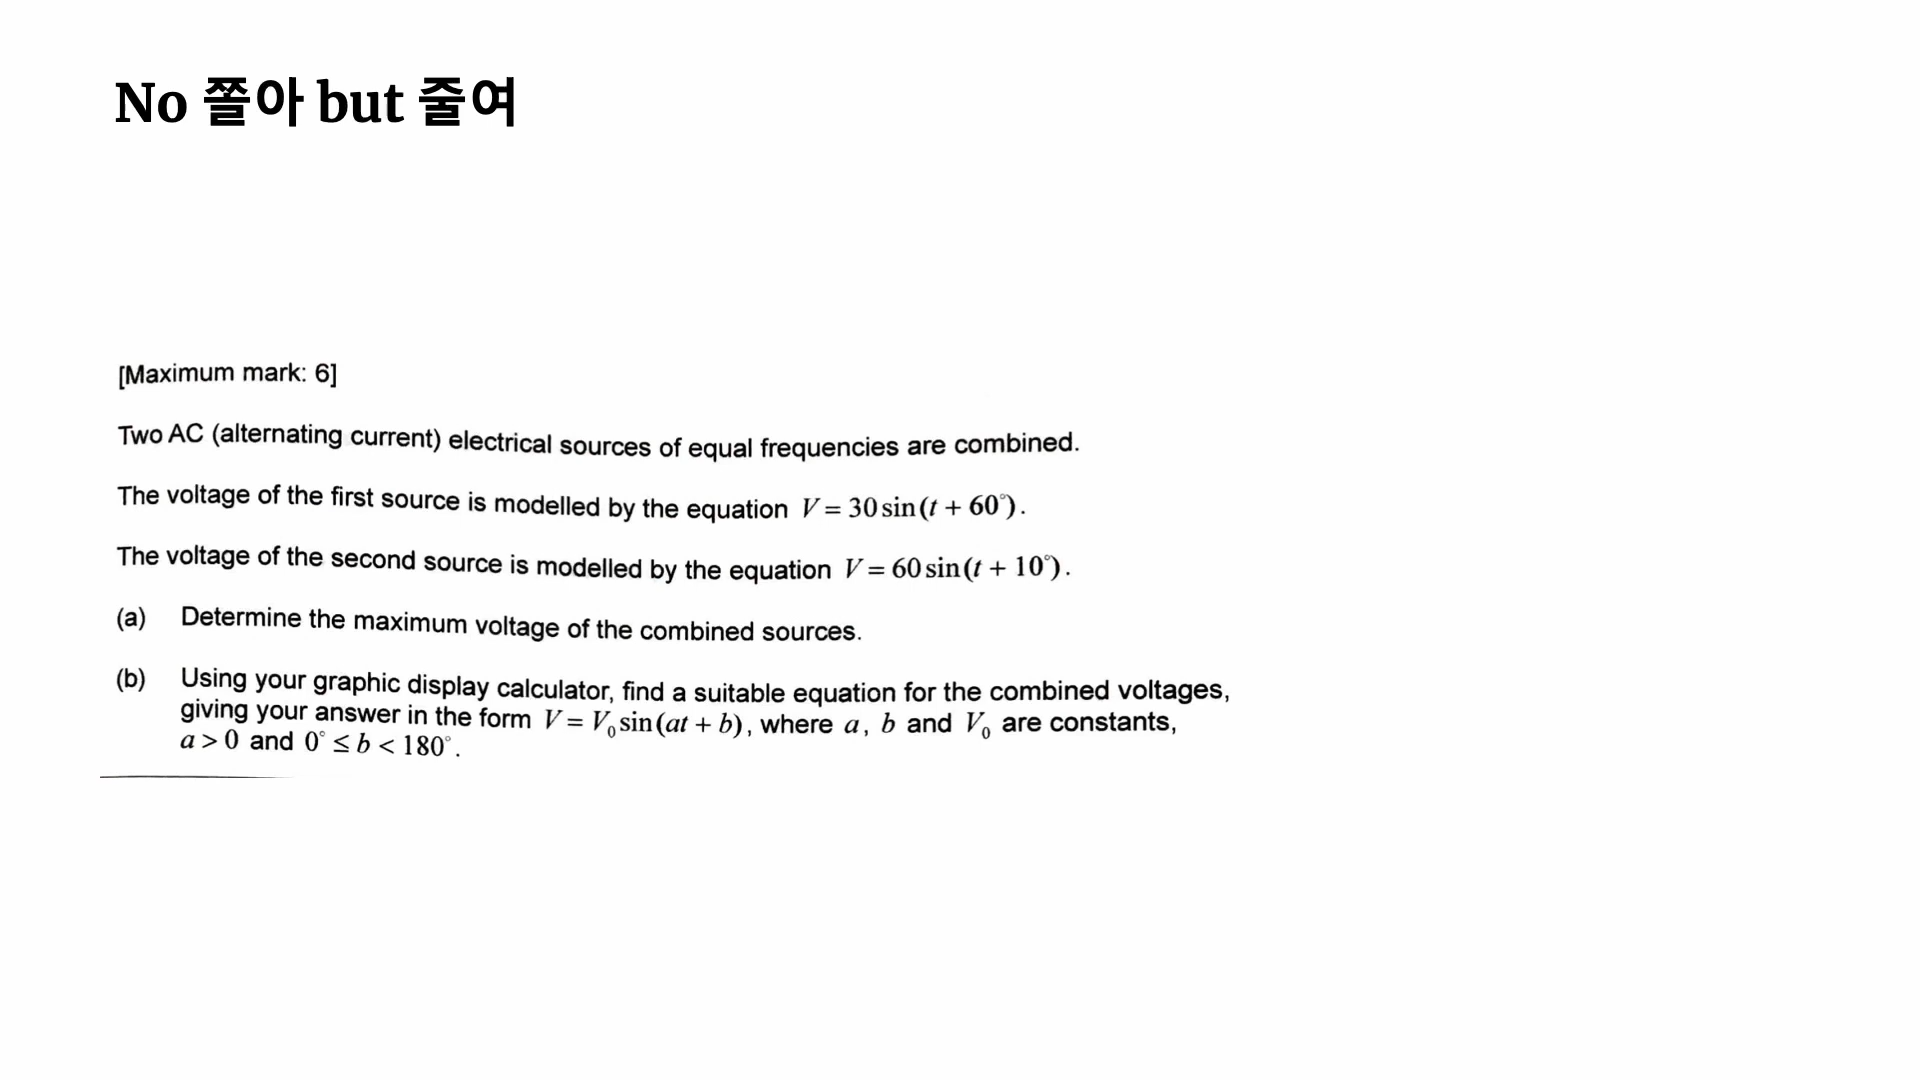 No 쫄아 but 줄여
[Maximum mark: 6]
Two AC (alternating current) electrical sources of equal frequencies are combined.
The voltage of the first source is modelled by the equation V = 30 sin(t + 60°).
The voltage of the second source is modelled by the equation V = 60 sin(t + 10°).
(a) Determine the maximum voltage of the combined sources.
(b) Using your graphic display calculator, find a suitable equation for the combined voltages,
giving your answer in the form V = V₀ sin(at + b), where a, b and V₀ are constants,
a > 0 and 0° ≤ b < 180°.